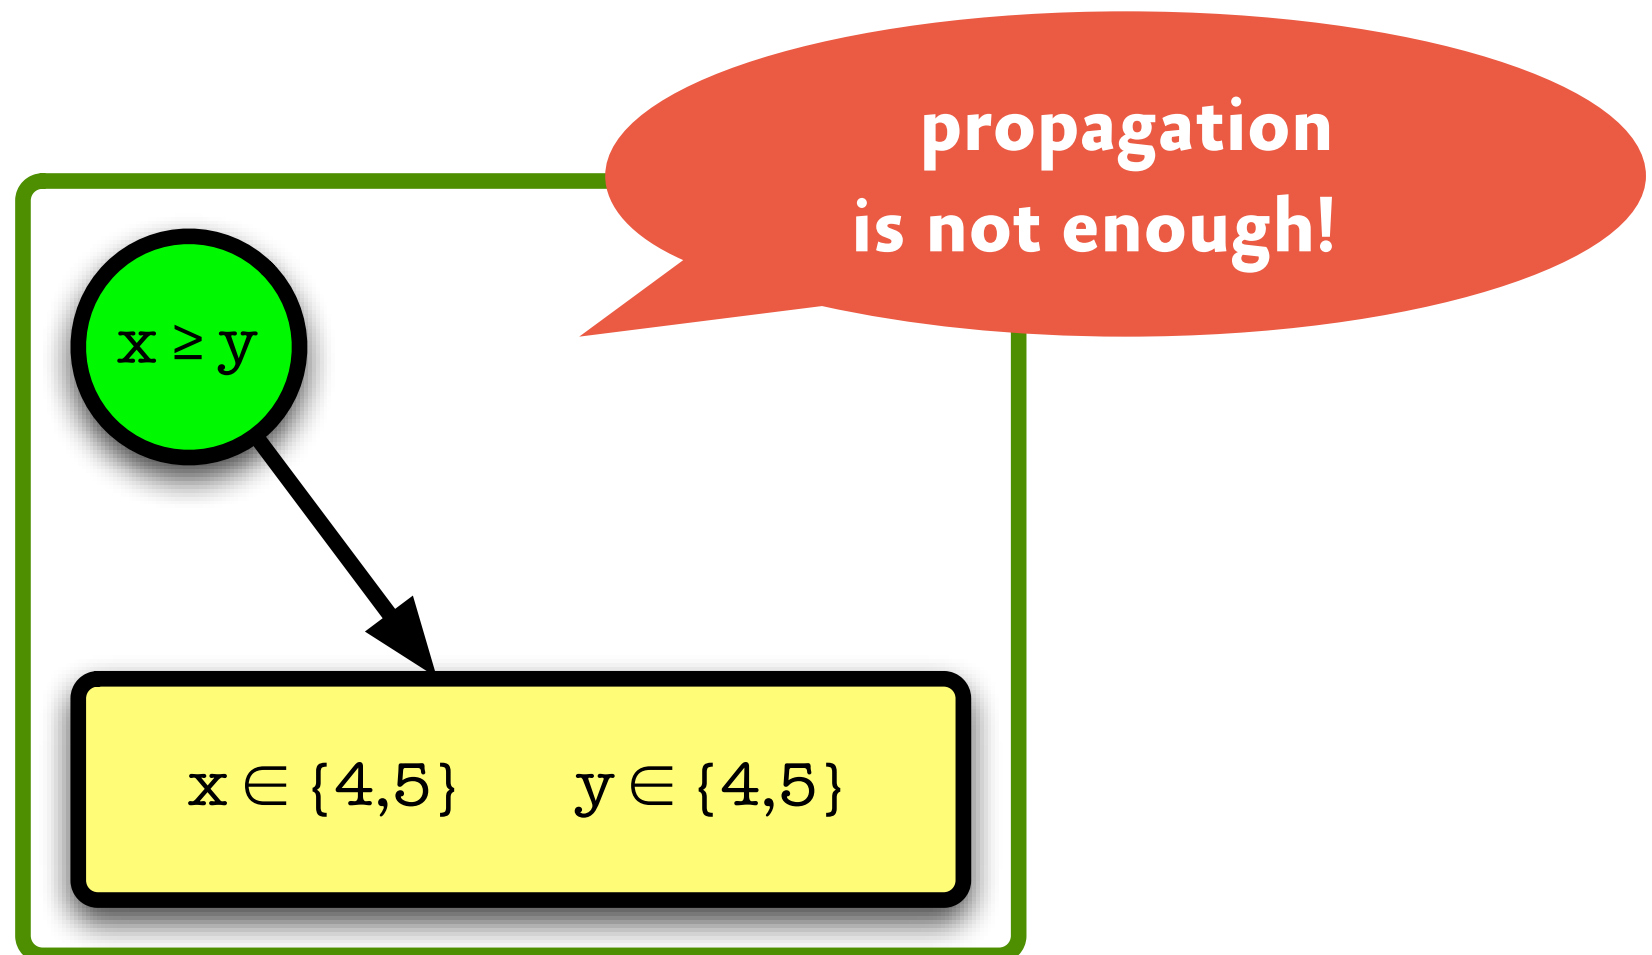 propagation
is not enough!
x ≥ y
x ∈ {4,5} y ∈ {4,5}